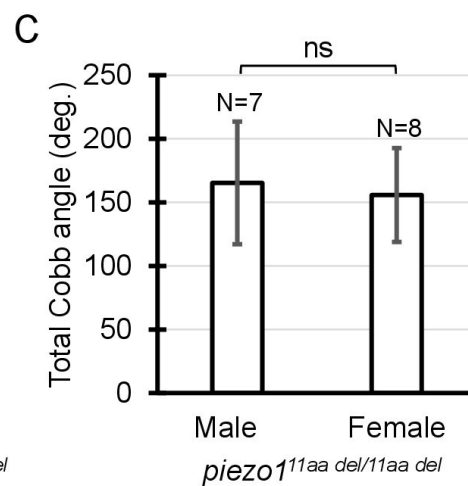 C
ns
N=7
N=8
250
200
150
100
50
0
Total Cobb angle (deg.)
Male Female
el piezo1 11aa del/11aa del